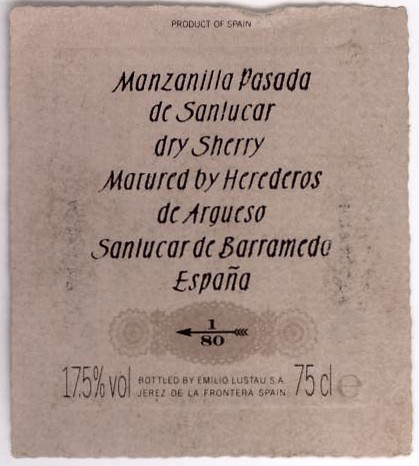 PRODUCT OF SPAIN
Manzanilla Pasada
de Sanlucar
dry Sherry
Matured by Herederos
de Argueso
Sanlucar de Barrameda
España
1
80
17.5% vol BOTTLED BY EMILIO LUSTAU S.A. 75 cl e
JEREZ DE LA FRONTERA SPAIN